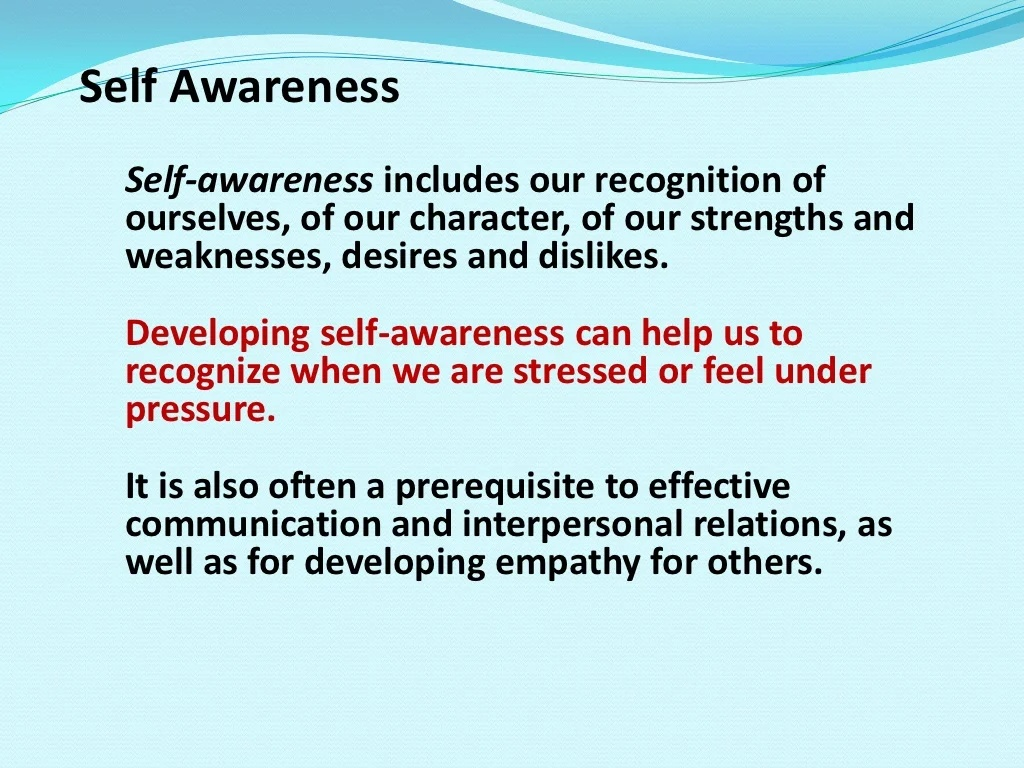 Self Awareness
Self-awareness includes our recognition of
ourselves, of our character, of our strengths and
weaknesses, desires and dislikes.
Developing self-awareness can help us to
recognize when we are stressed or feel under
pressure.
It is also often a prerequisite to effective
communication and interpersonal relations, as
well as for developing empathy for others.